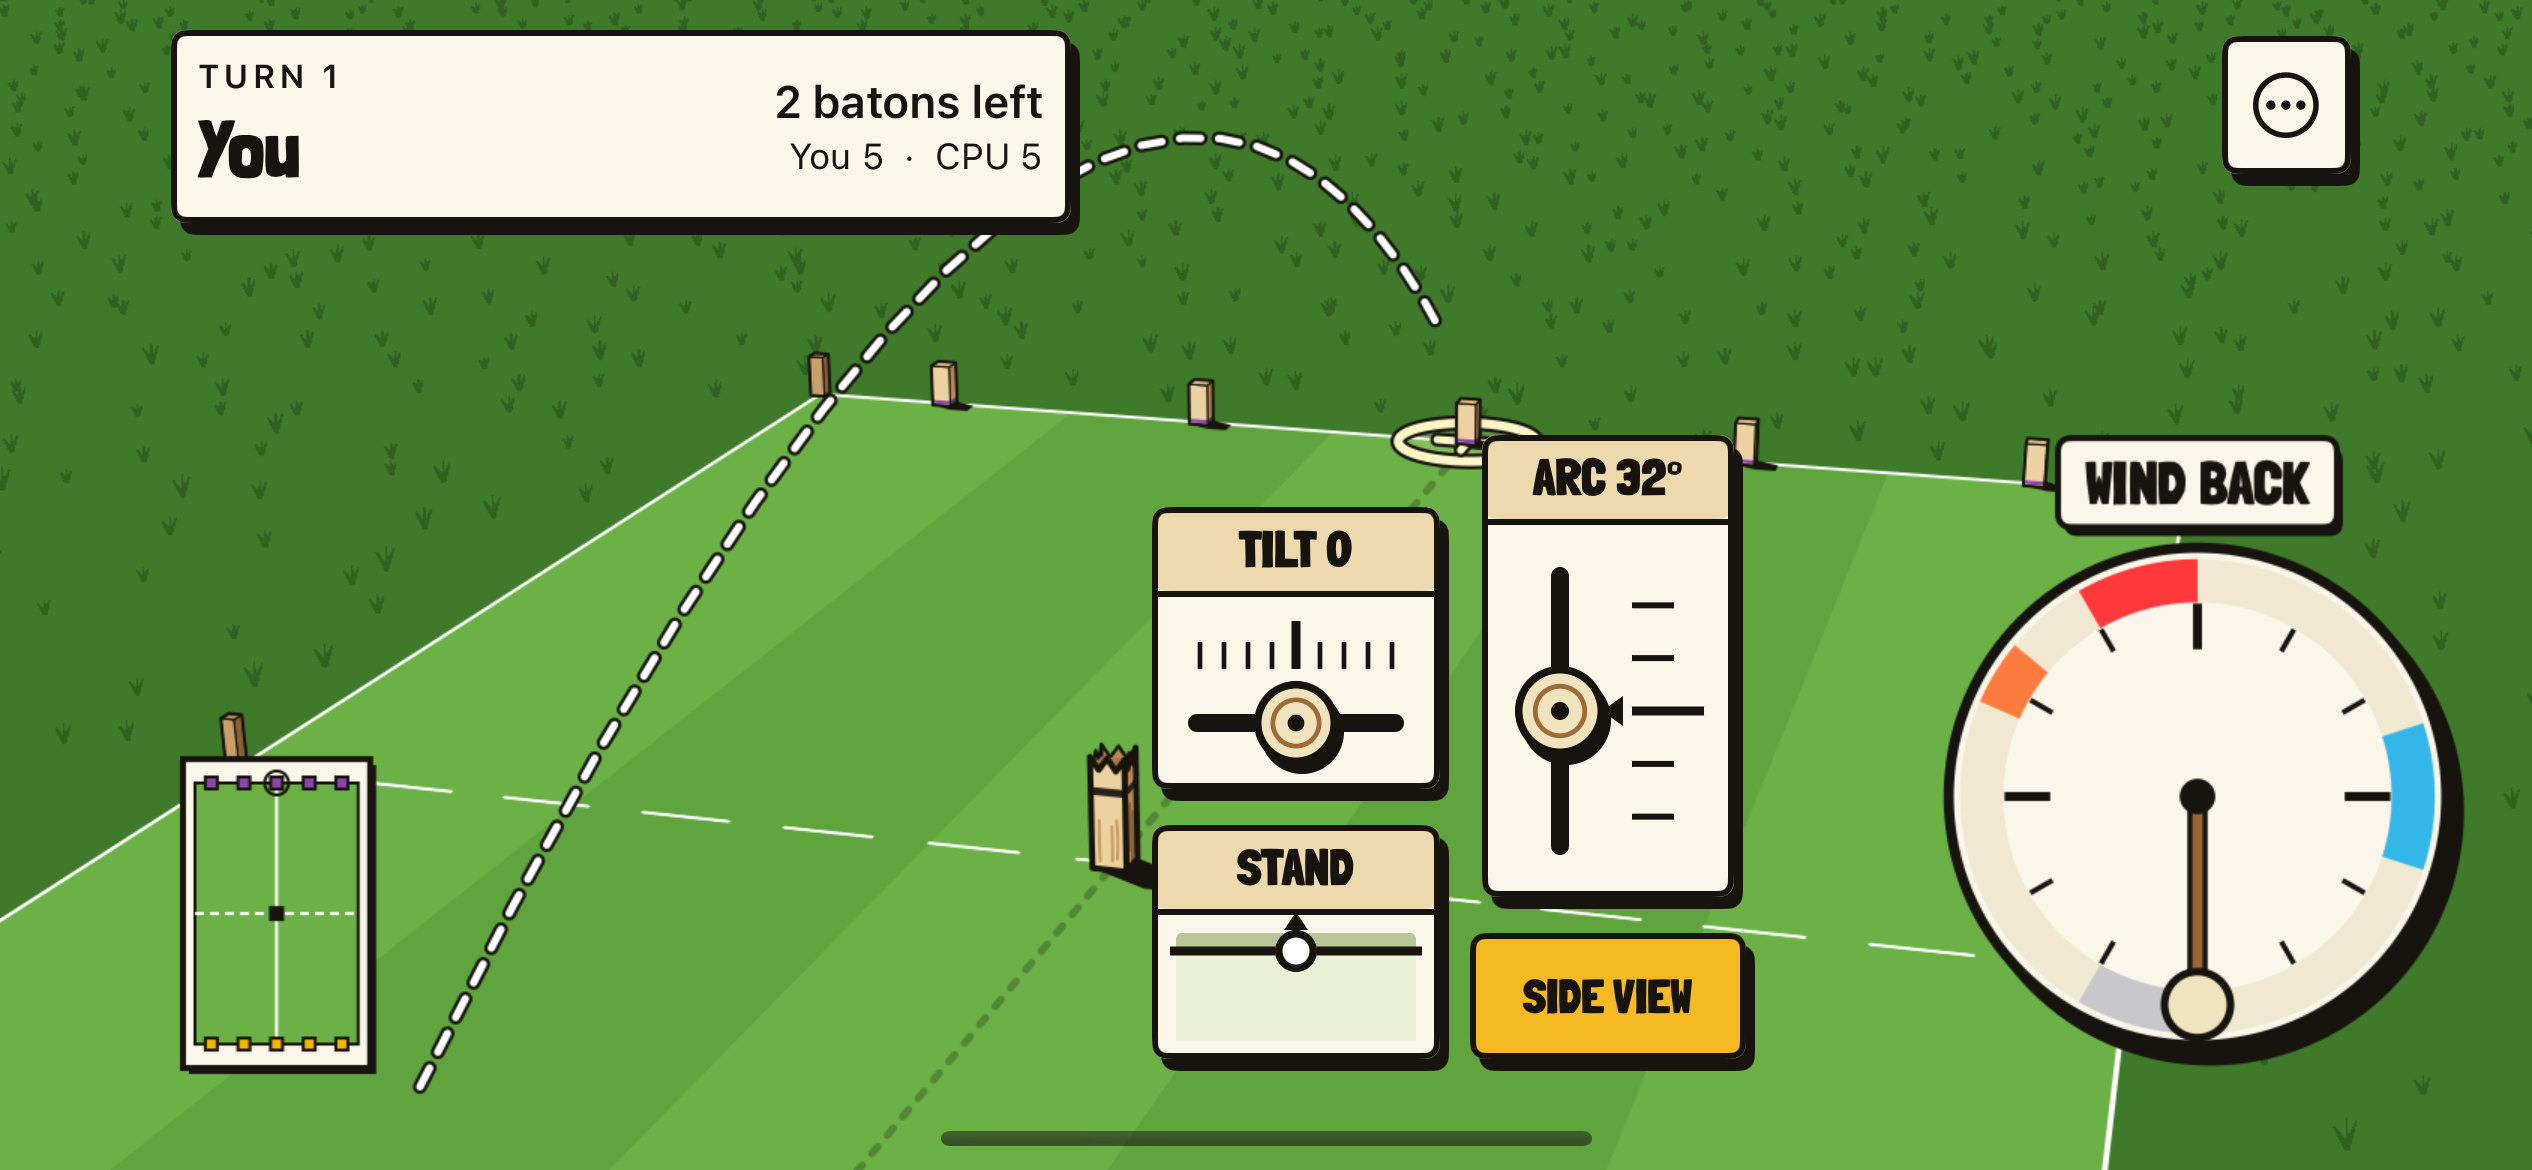 TURN 1
You
2 batons left
You 5 · CPU 5
ARC 32°
WIND BACK
TILT 0
STAND
SIDE VIEW